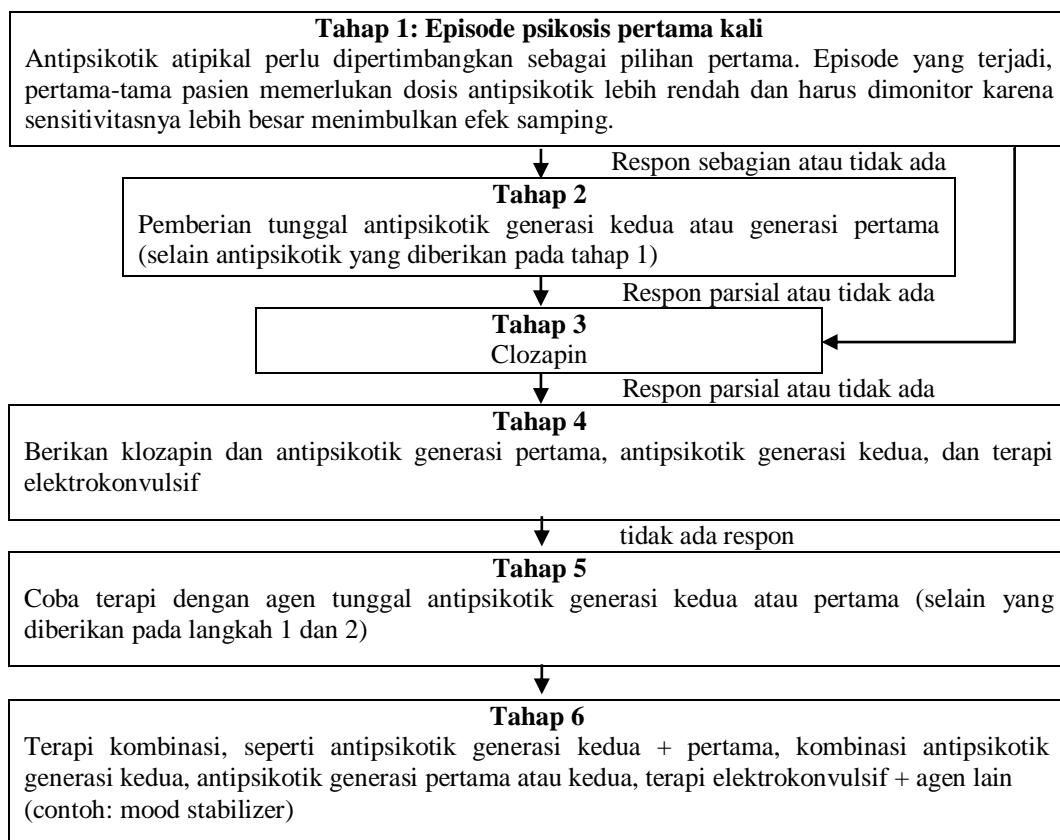 Tahap 1: Episode psikosis pertama kali
Antipsikotik atipikal perlu dipertimbangkan sebagai pilihan pertama. Episode yang terjadi,
pertama-tama pasien memerlukan dosis antipsikotik lebih rendah dan harus dimonitor karena
sensitivitasnya lebih besar menimbulkan efek samping.
Respon sebagian atau tidak ada
Tahap 2
Pemberian tunggal antipsikotik generasi kedua atau generasi pertama
(selain antipsikotik yang diberikan pada tahap 1)
Respon parsial atau tidak ada
Tahap 3
Clozapin
Respon parsial atau tidak ada
Tahap 4
Berikan klozapin dan antipsikotik generasi pertama, antipsikotik generasi kedua, dan terapi
elektrokonvulsif
tidak ada respon
Tahap 5
Coba terapi dengan agen tunggal antipsikotik generasi kedua atau pertama (selain yang
diberikan pada langkah 1 dan 2)
Tahap 6
Terapi kombinasi, seperti antipsikotik generasi kedua + pertama, kombinasi antipsikotik
generasi kedua, antipsikotik generasi pertama atau kedua, terapi elektrokonvulsif + agen lain
(contoh: mood stabilizer)